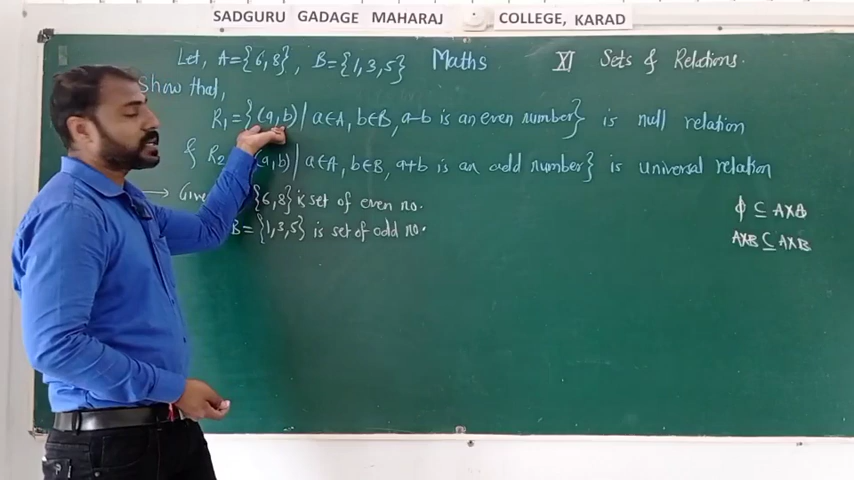 SADGURU GADAGE MAHARAJ COLLEGE, KARAD
Let, A={6,8}, B={1,3,5} Maths XI Sets & Relations.
Show that,
R₁={(a,b)| a∈A, b∈B, a-b is an even number} is null relation
& R₂ (a,b)| a∈A, b∈B, a+b is an odd number} is universal relation
→ Give {6,8} is set of even no.
B={1,3,5} is set of odd no.
ϕ ⊆ A×B
A×B ⊆ A×B